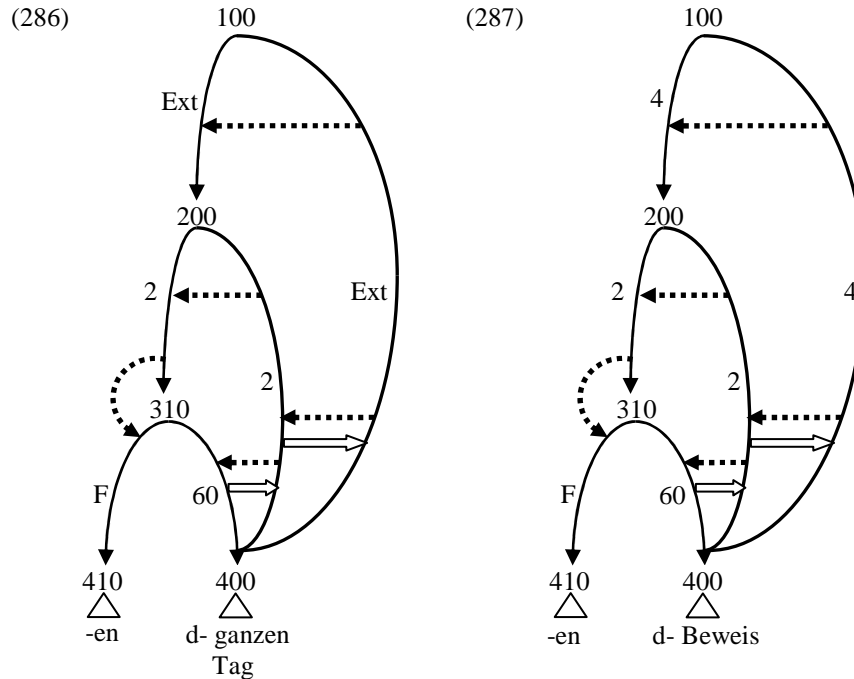 (286) 100 (287) 100
Ext 4
200 200
2 Ext 2 4
2 2
310 310
F 60 F 60
410 400 410 400
-en d- ganzen -en d- Beweis
Tag